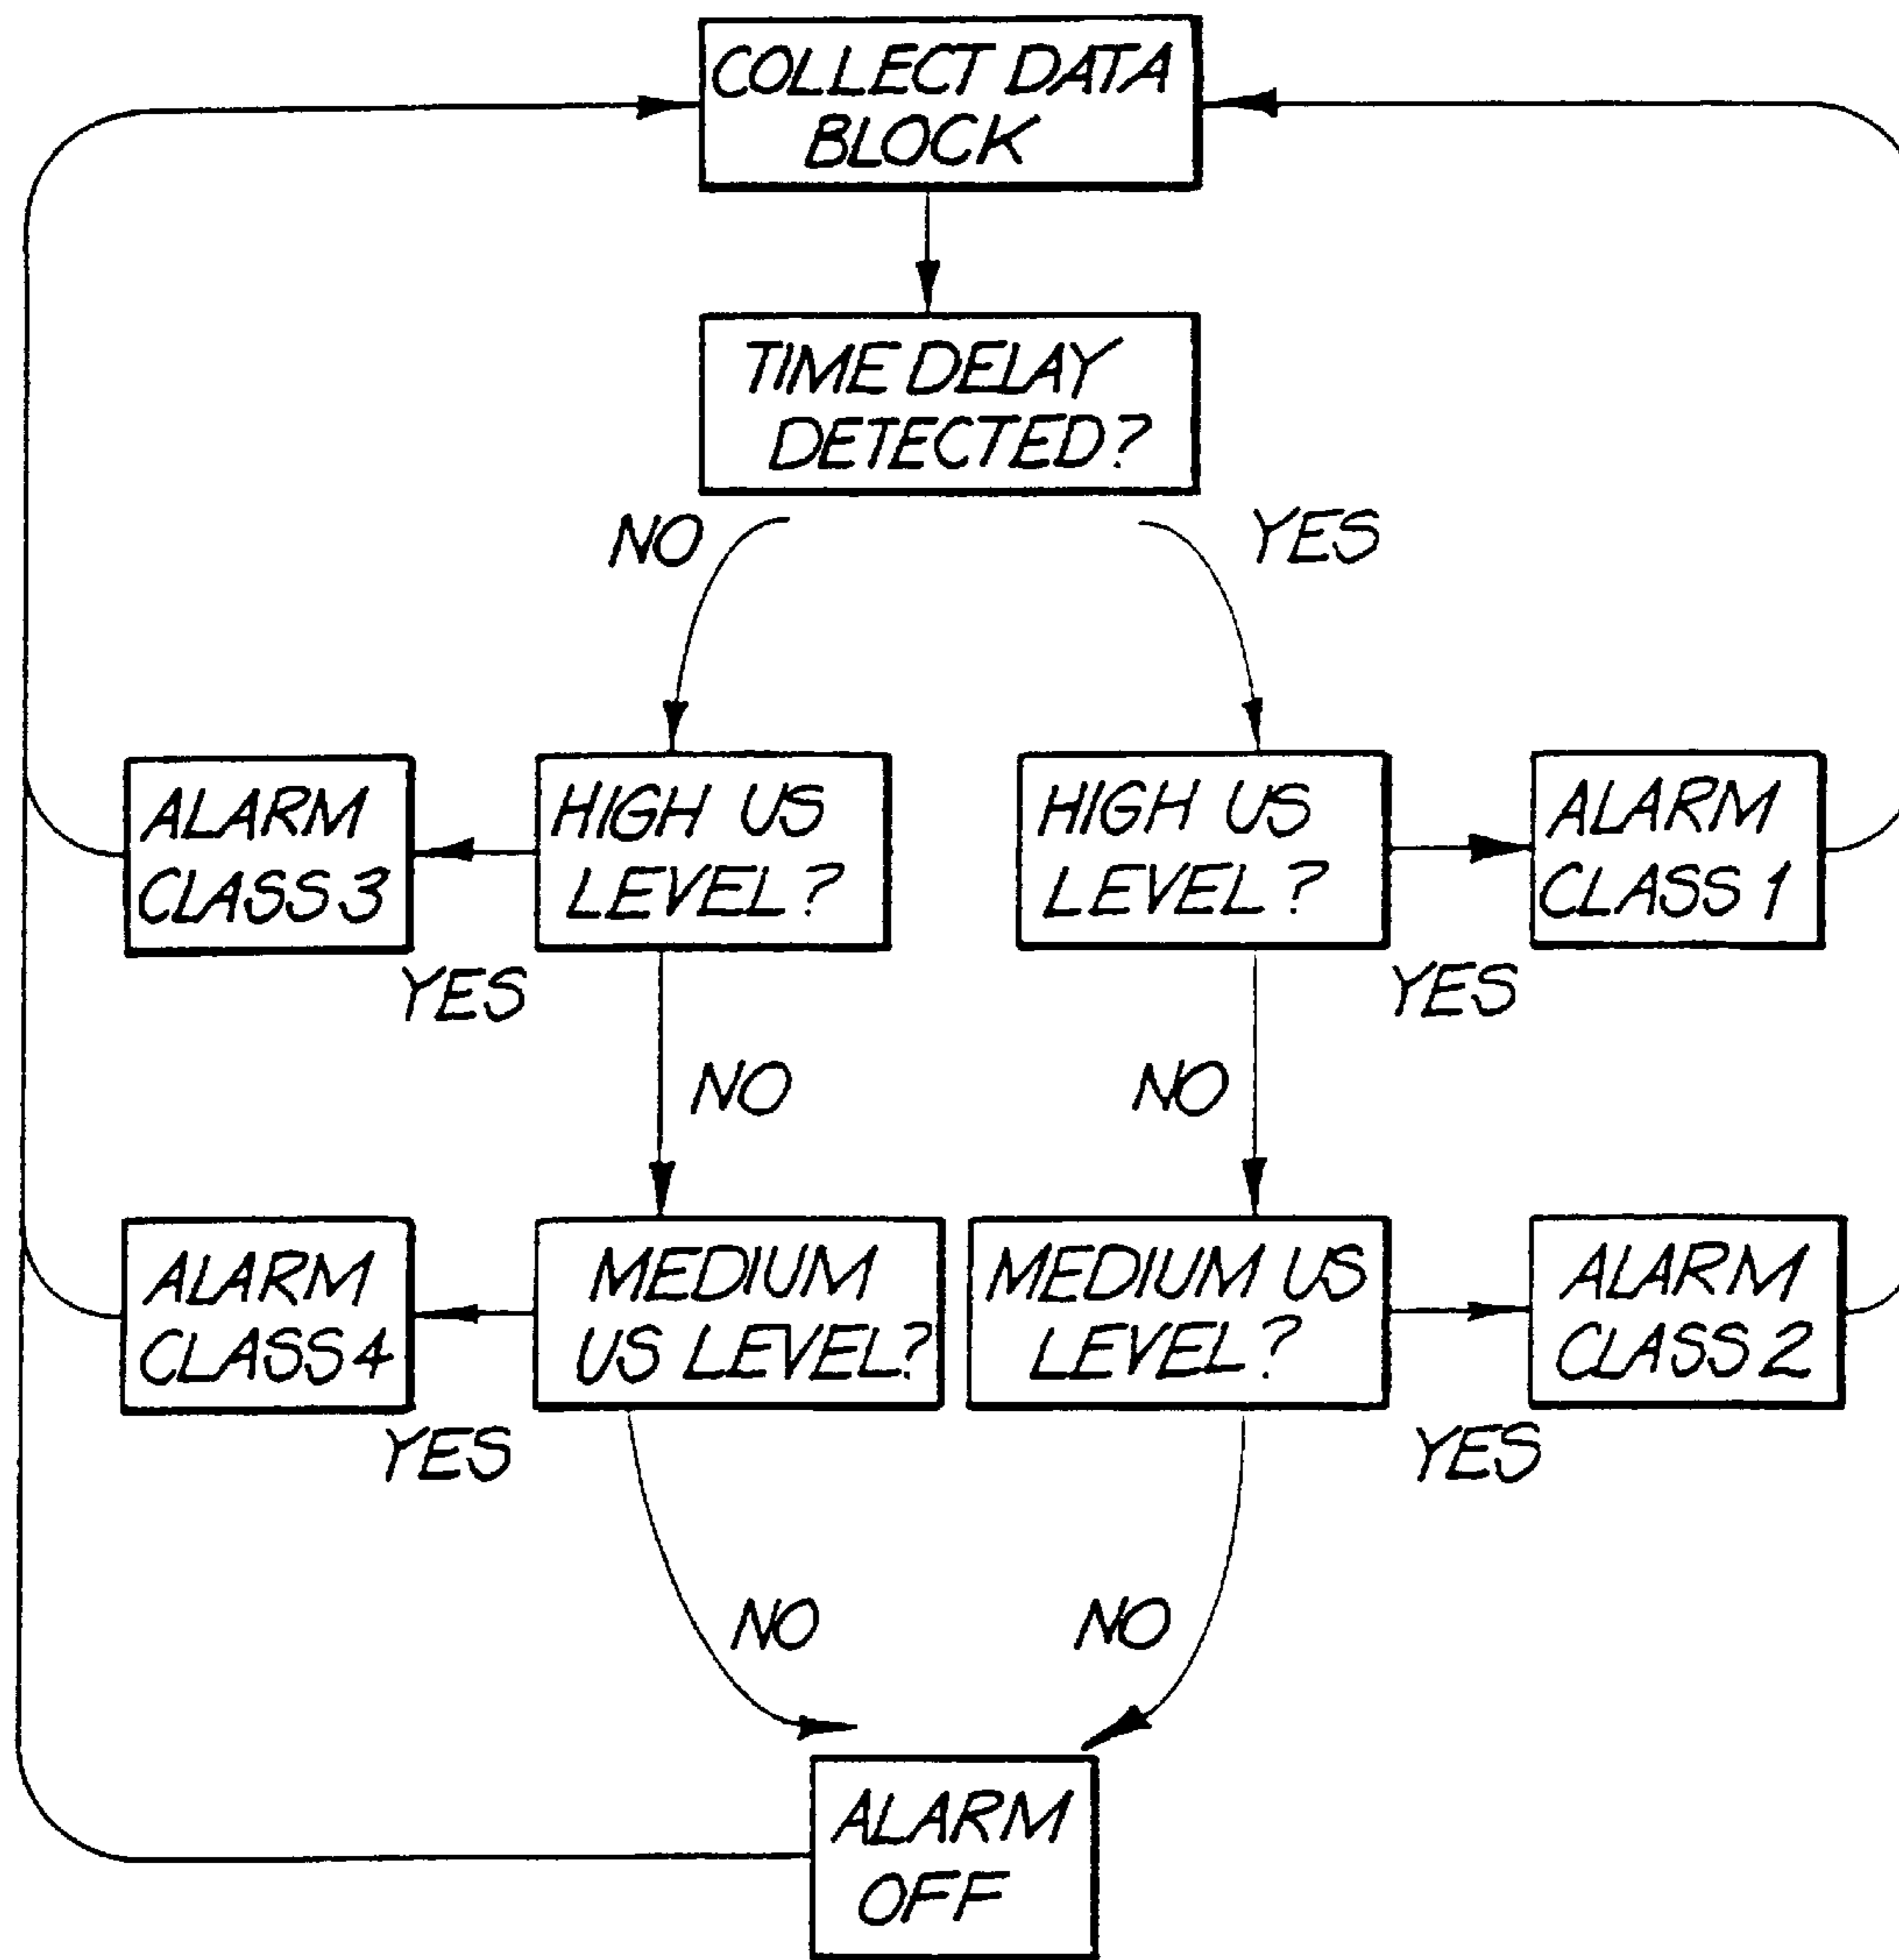 COLLECT DATA
BLOCK
TIME DELAY
DETECTED?
NO
YES
ALARM
CLASS 3
HIGH US
LEVEL?
HIGH US
LEVEL?
ALARM
CLASS 1
YES
YES
NO
NO
ALARM
CLASS 4
MEDIUM
US LEVEL?
MEDIUM US
LEVEL?
ALARM
CLASS 2
YES
YES
NO
NO
ALARM
OFF